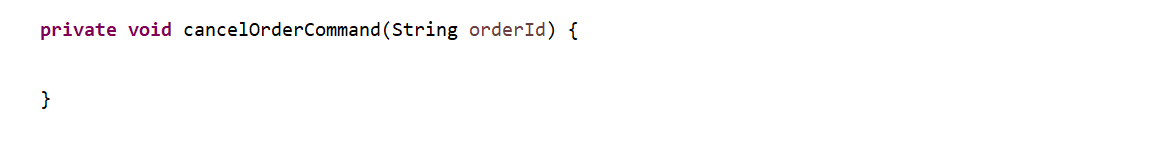 private void cancelOrderCommand(String orderId) {
}